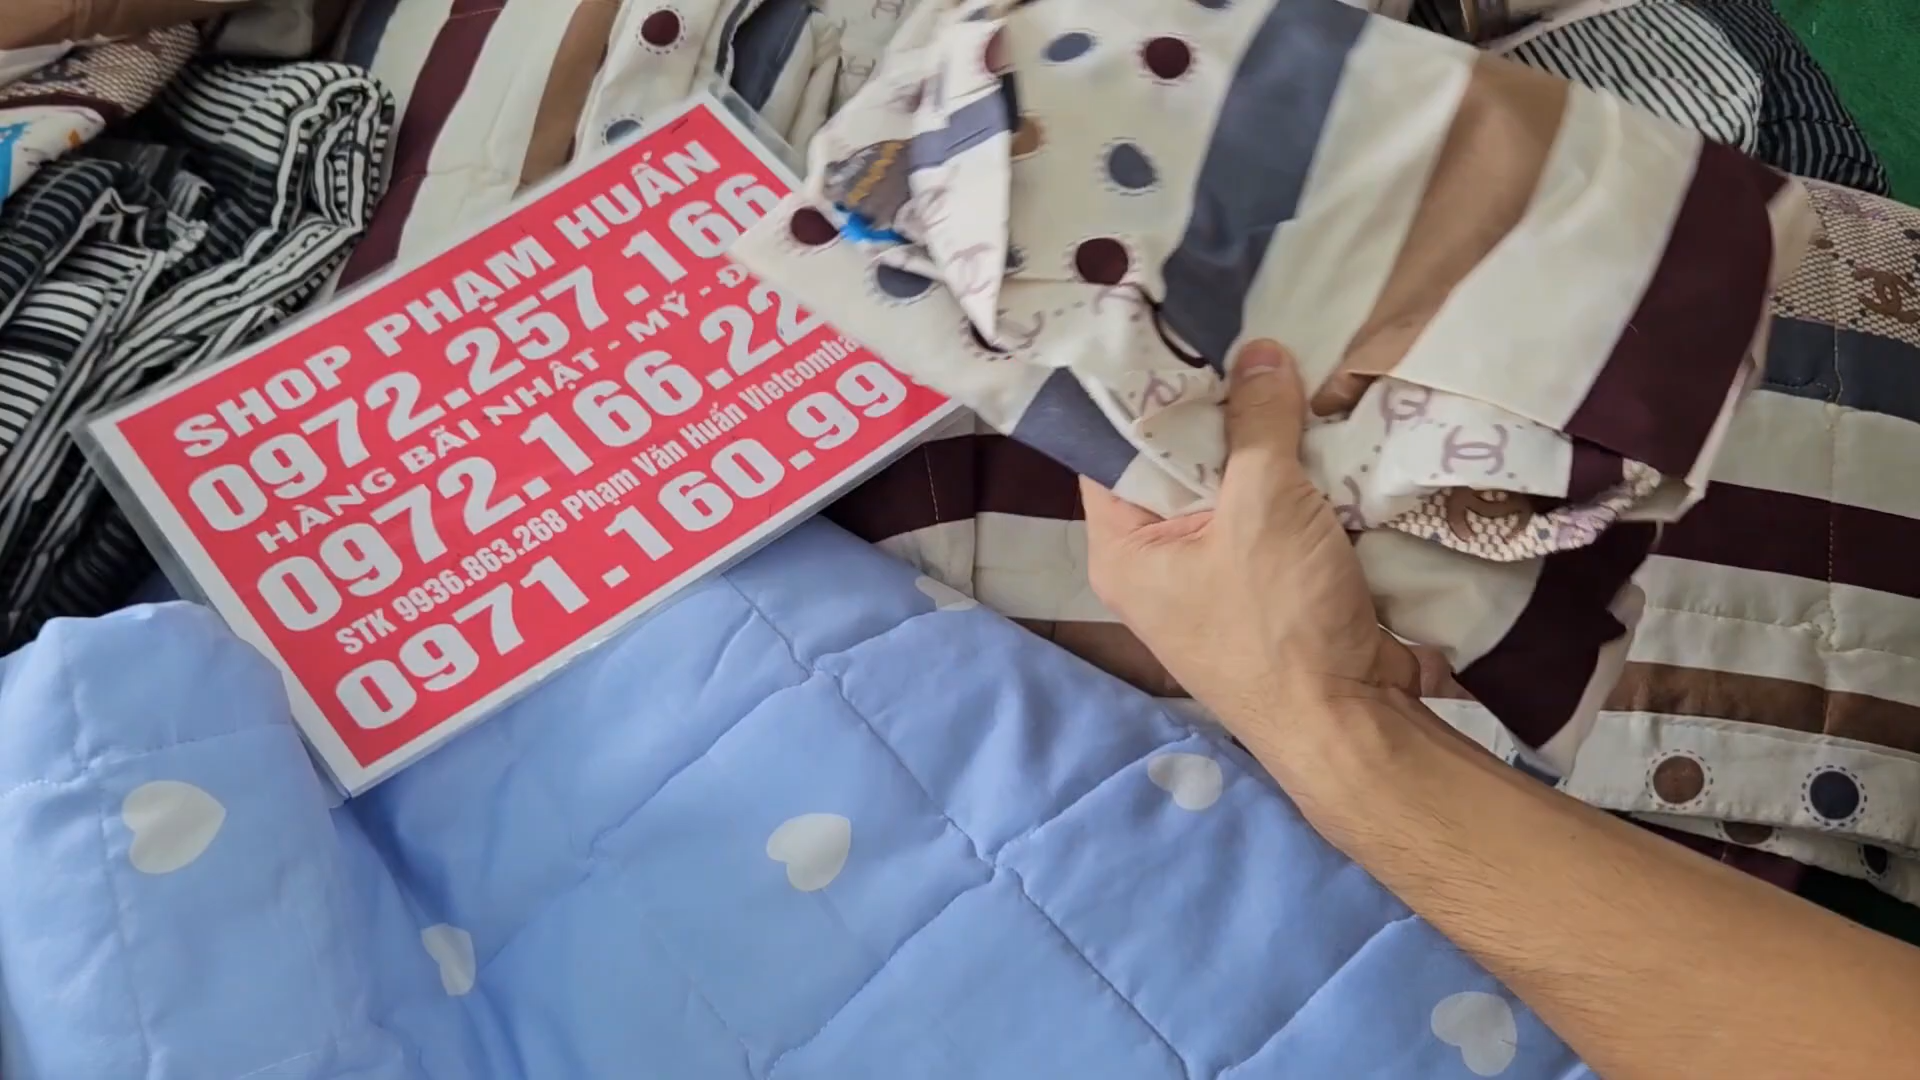 SHOP PHẠM HUẤN
0972.257.166
HÀNG BÃI NHẬT - MỸ -
0972.166.22
STK 9936.863.268 Phạm Văn Huấn
0971.160.99